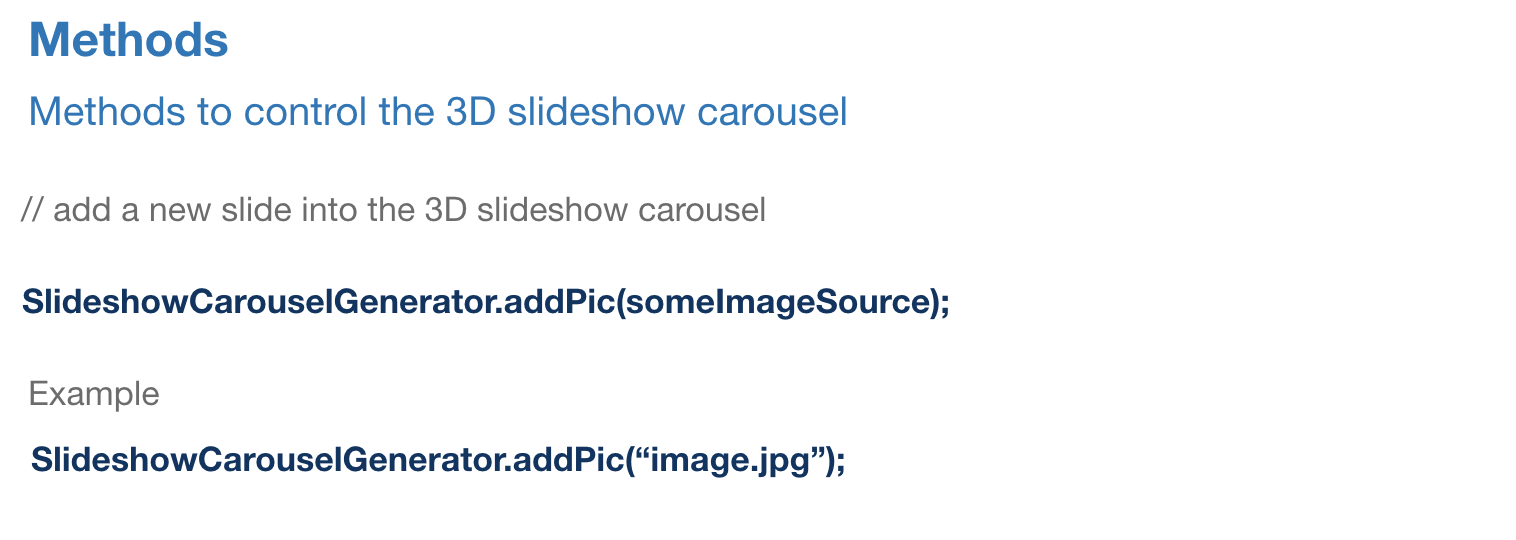 Methods
Methods to control the 3D slideshow carousel
// add a new slide into the 3D slideshow carousel
SlideshowCarouselGenerator.addPic(someImageSource);
Example
SlideshowCarouselGenerator.addPic(“image.jpg”);